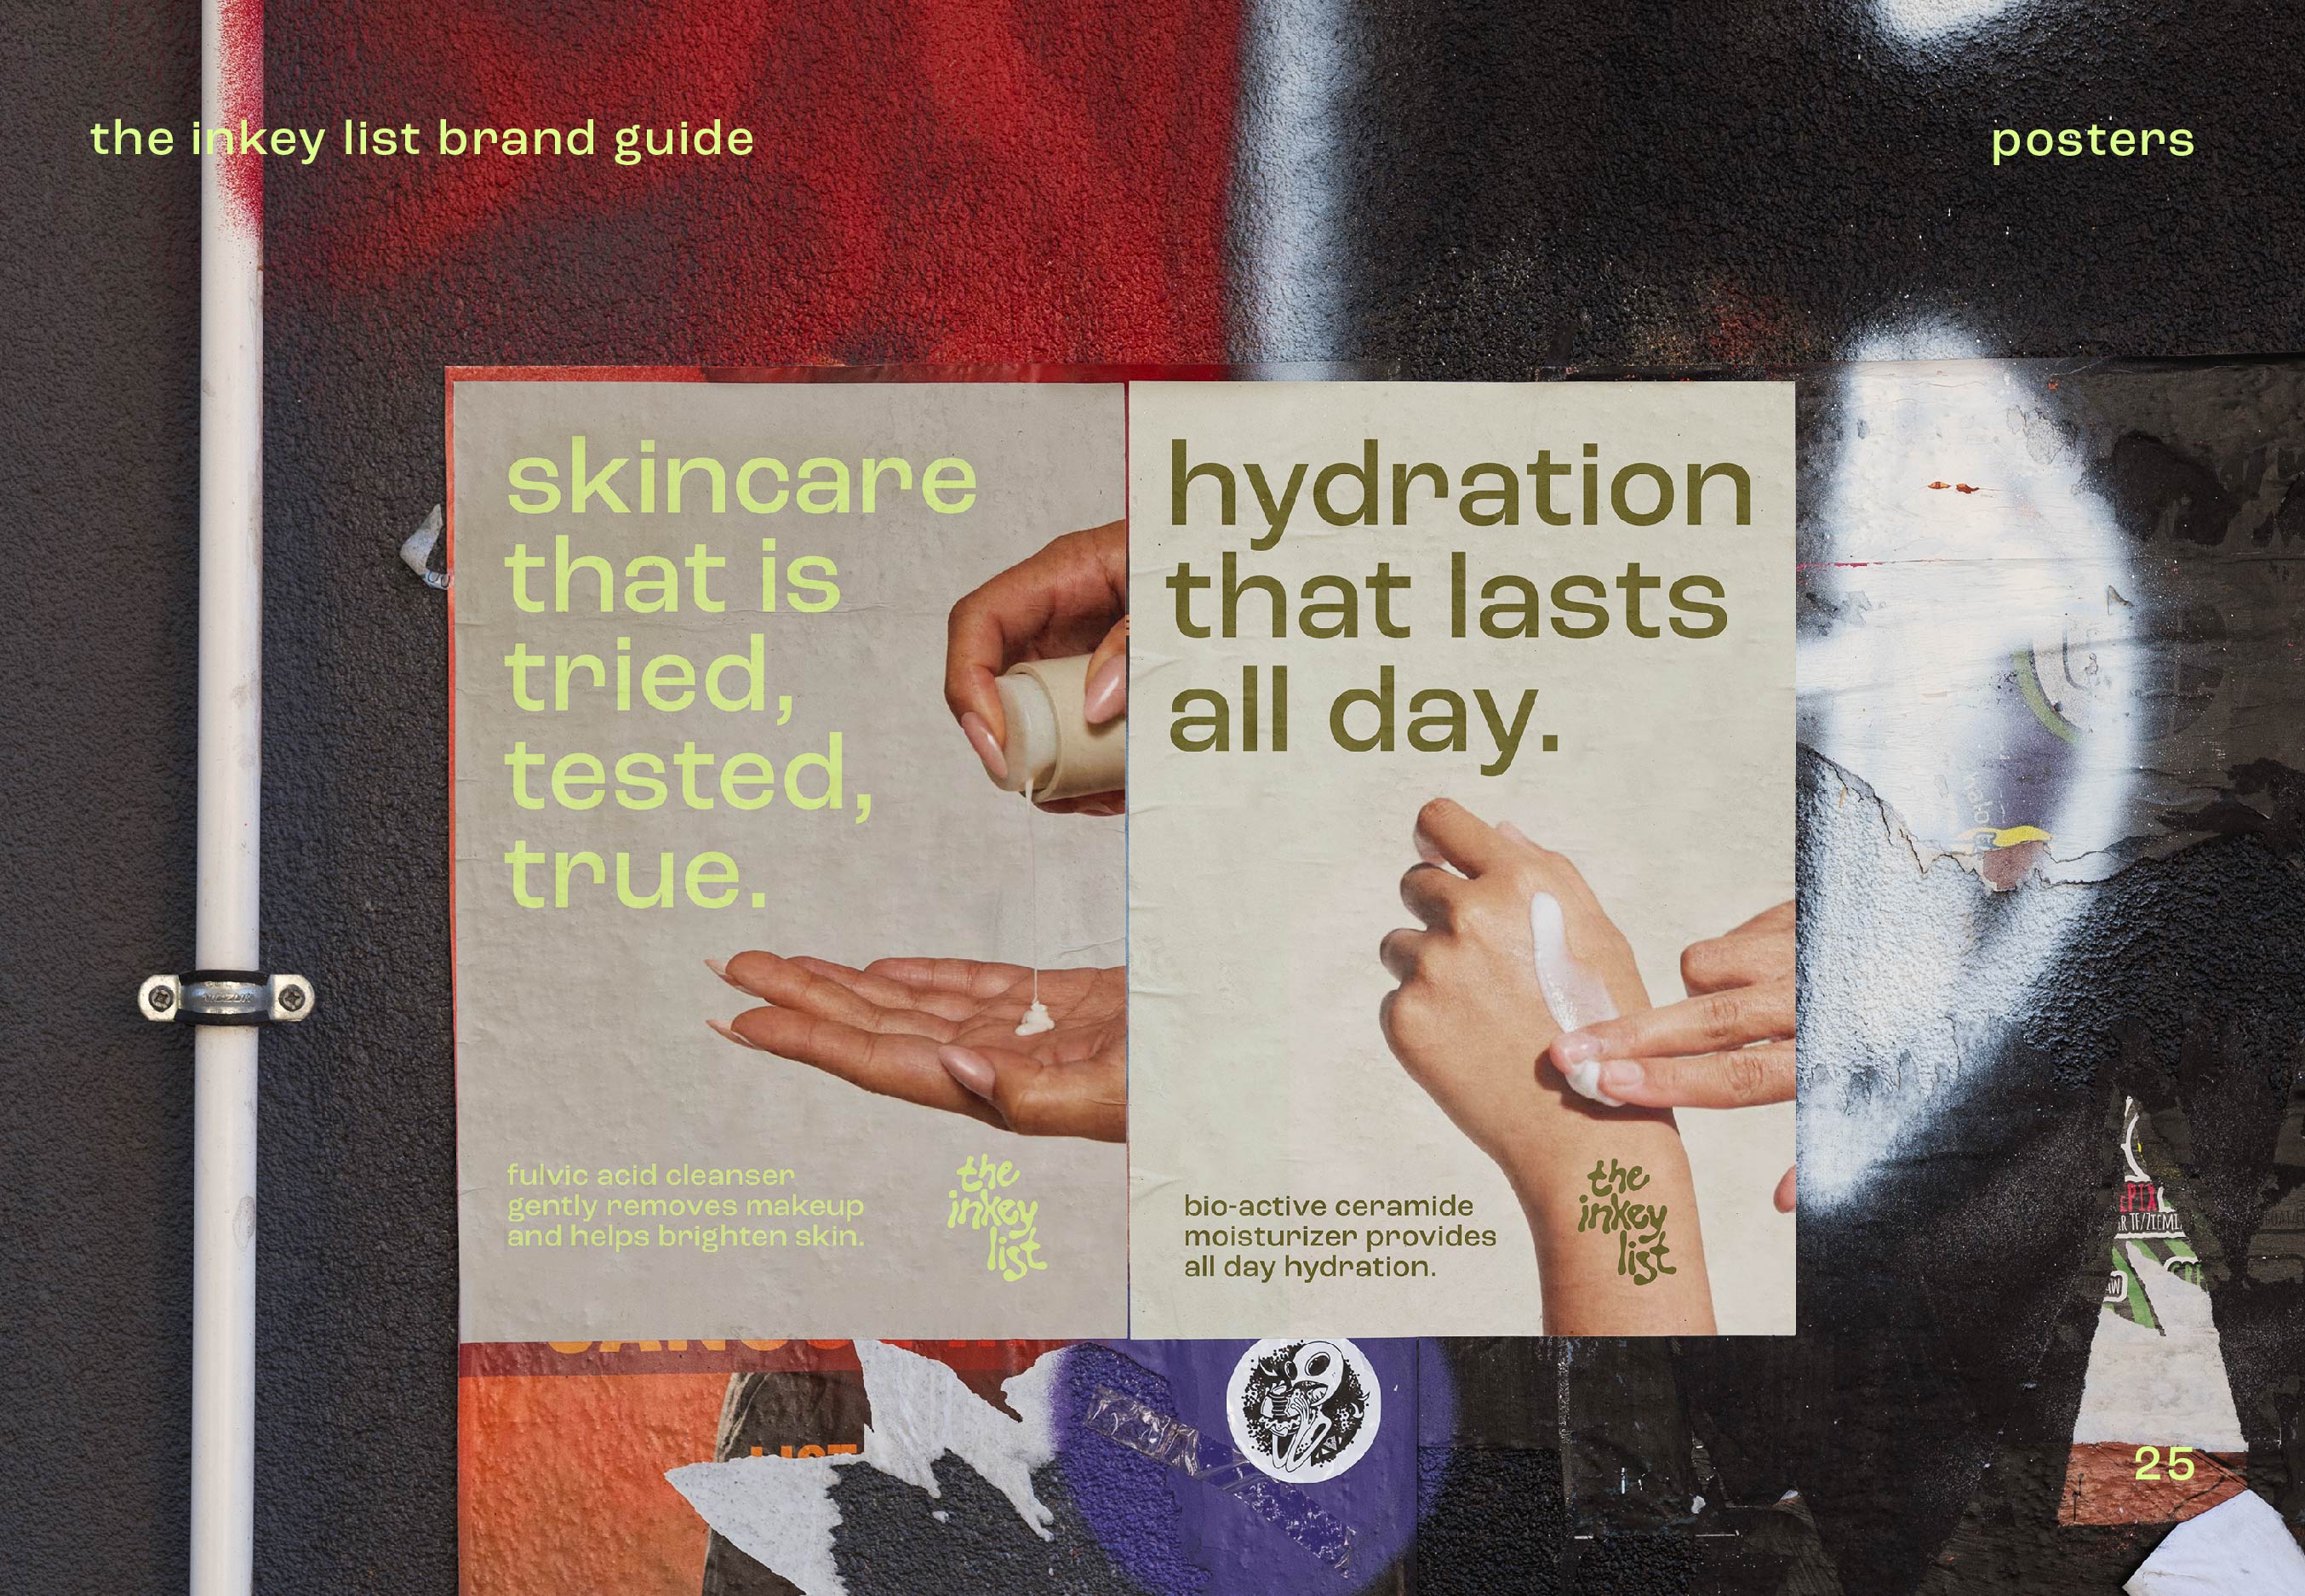 the inkey list brand guide
posters
skincare
that is
tried,
tested,
true.
fulvic acid cleanser
gently removes makeup
and helps brighten skin.
the
inkey
list
hydration
that lasts
all day.
bio-active ceramide
moisturizer provides
all day hydration.
the
inkey
list
25